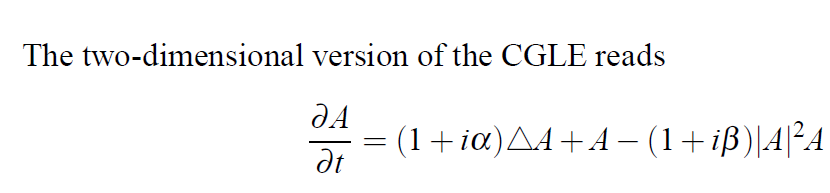 The two-dimensional version of the CGLE reads
∂A/∂t = (1 + iα)△A + A − (1 + iβ)|A|²A